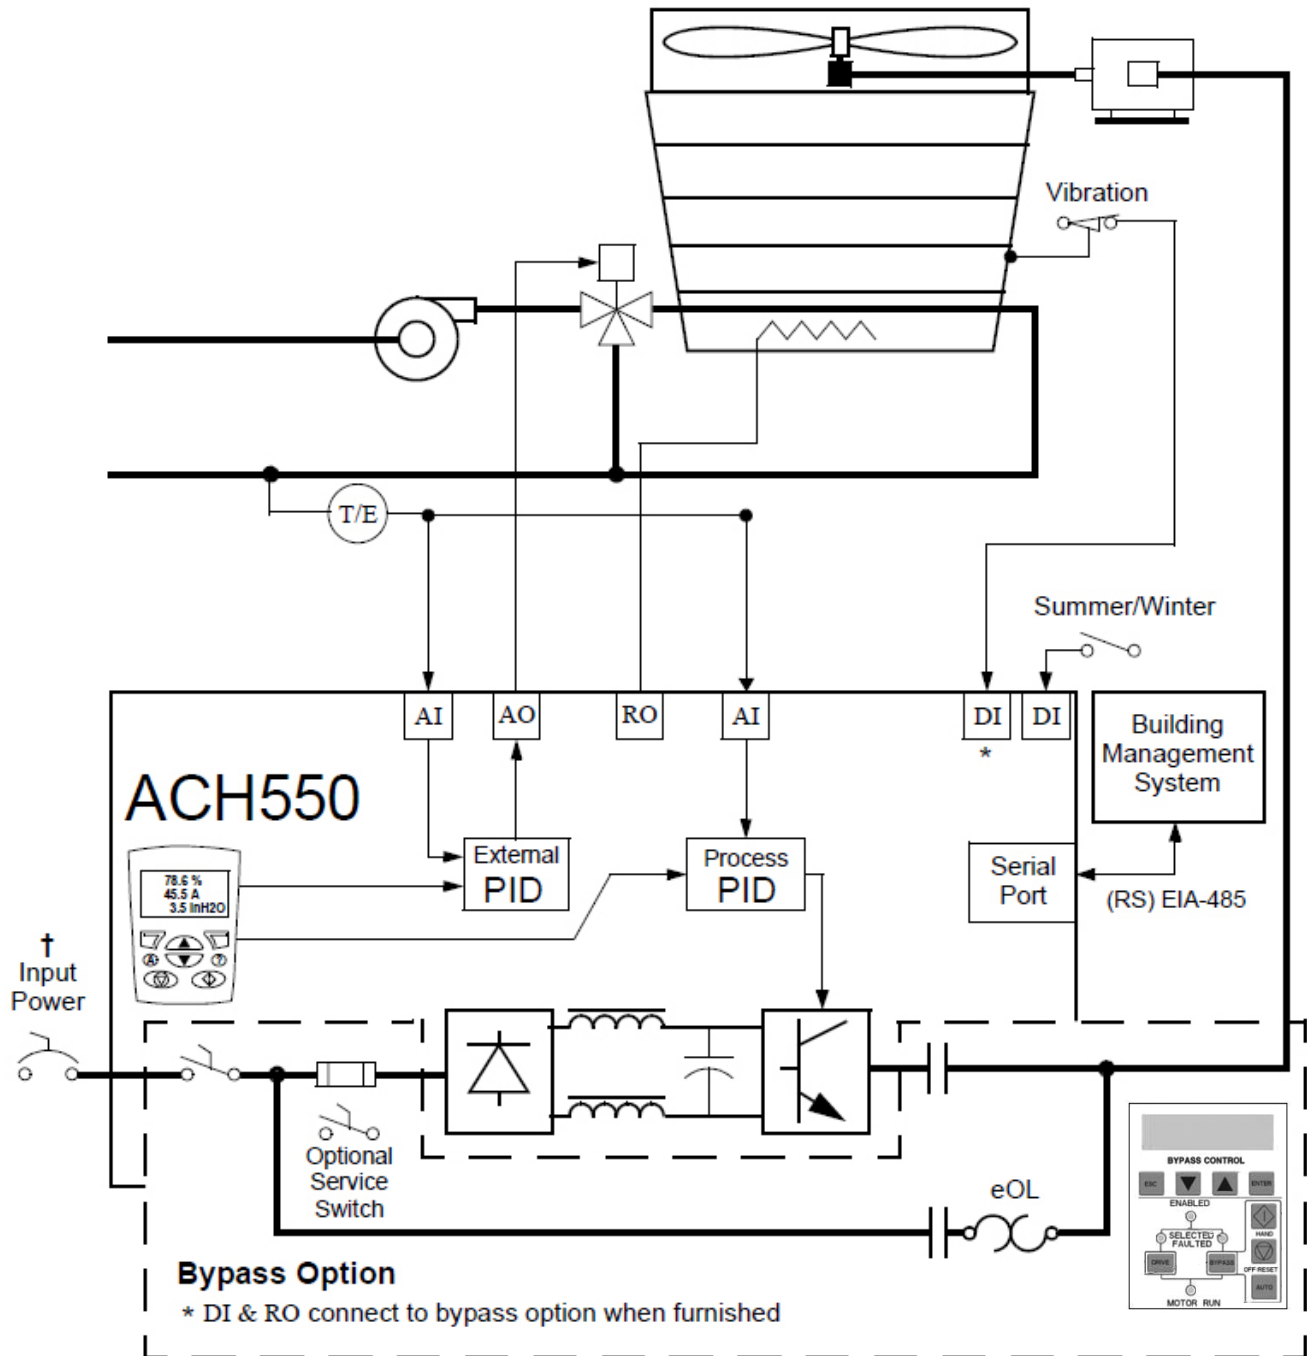 Vibration
T/E
Summer/Winter
AI
AO
RO
AI
DI
DI
*
Building
Management
System
ACH550
External
PID
Process
PID
Serial
Port
(RS) EIA-485
78.6 %
45.5 A
3.5 InH2O
A
?
†
Input
Power
Optional
Service
Switch
eOL
BYPASS CONTROL
ESC
ENTER
ENABLED
HAND
SELECTED
FAULTED
DRIVE
BYPASS
OFF RESET
AUTO
MOTOR RUN
Bypass Option
* DI & RO connect to bypass option when furnished